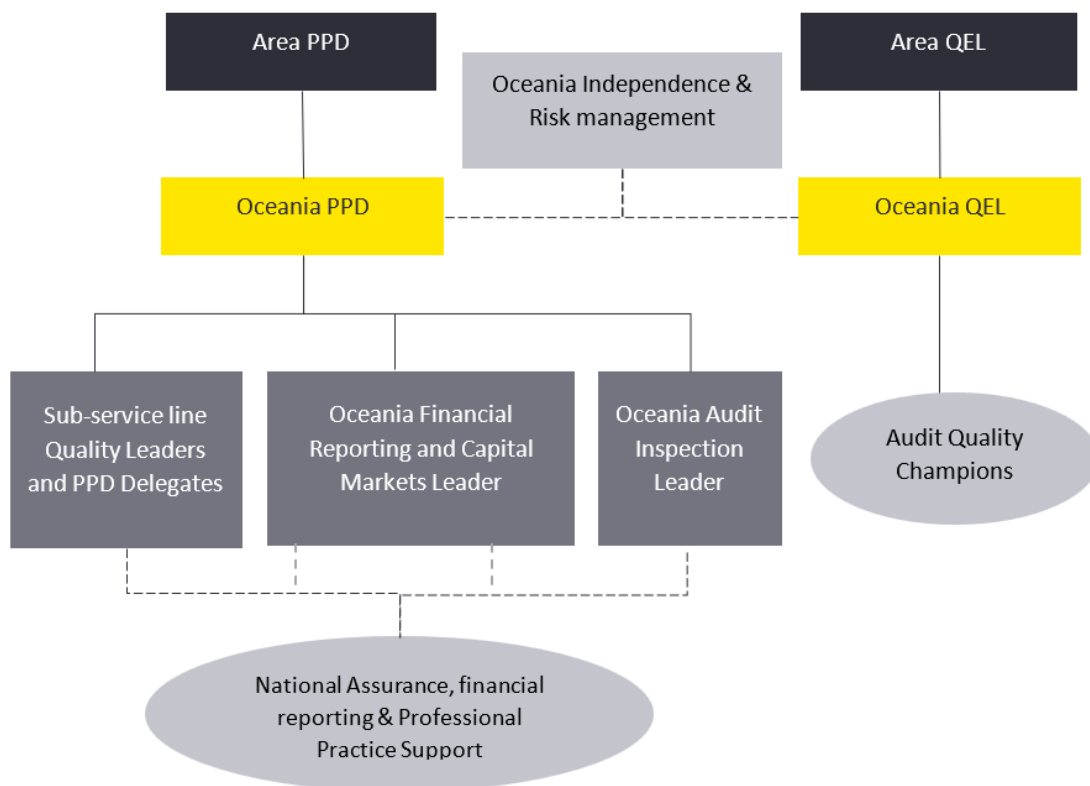 Area PPD
Area QEL
Oceania Independence &
Risk management
Oceania PPD
Oceania QEL
Sub-service line
Quality Leaders
and PPD Delegates
Oceania Financial
Reporting and Capital
Markets Leader
Oceania Audit
Inspection
Leader
Audit Quality
Champions
National Assurance, financial
reporting & Professional
Practice Support